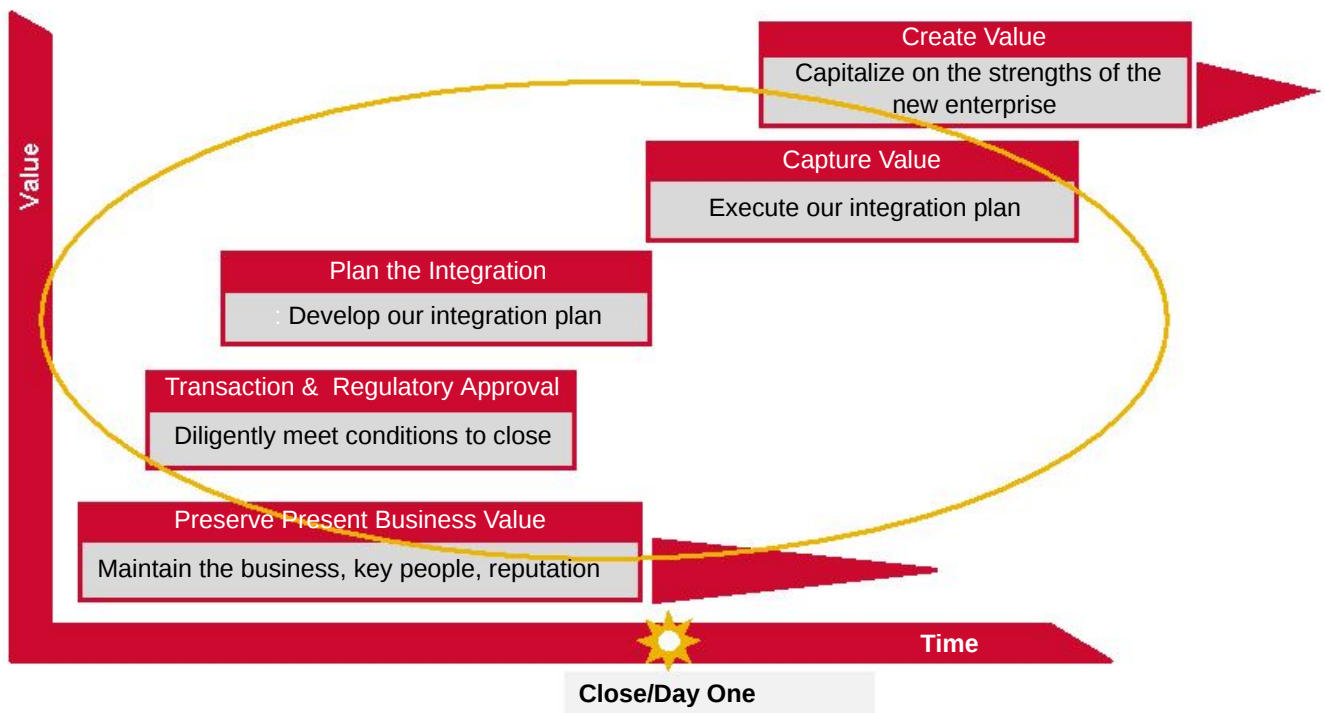 Create Value
Capitalize on the strengths of the
new enterprise
Value
Capture Value
Execute our integration plan
Plan the Integration
: Develop our integration plan
Transaction & Regulatory Approval
Diligently meet conditions to close
Preserve Present Business Value
Maintain the business, key people, reputation
Time
Close/Day One